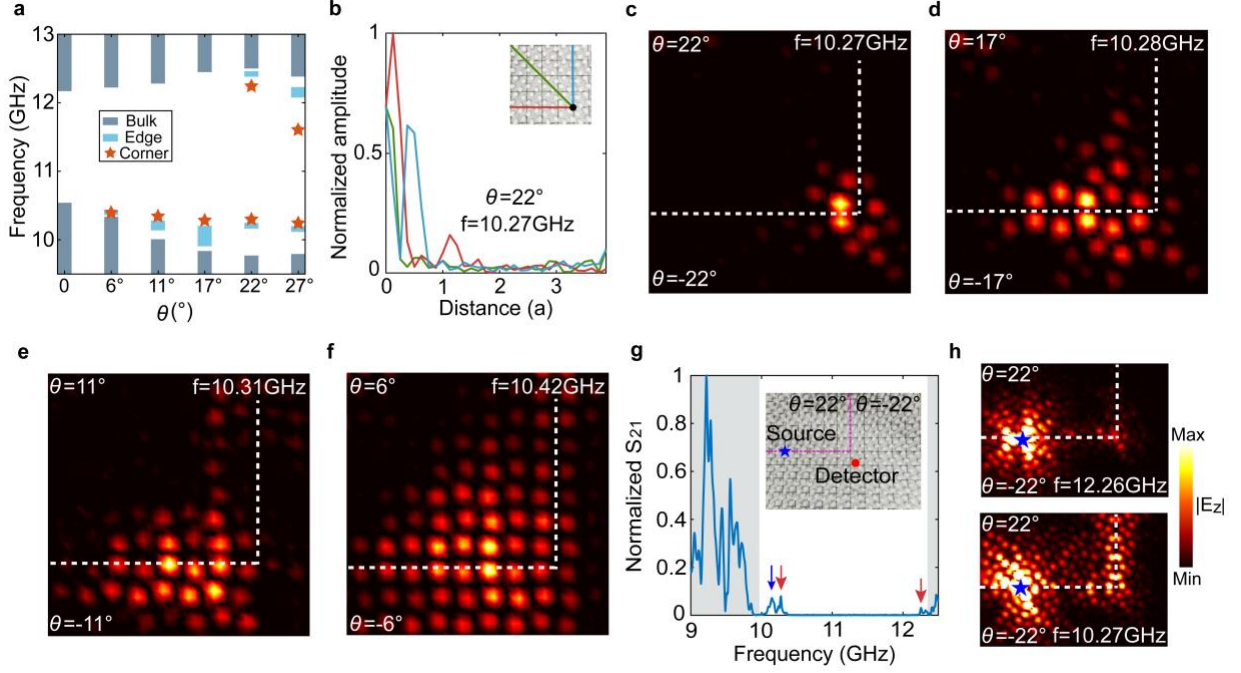 a
13
12
11
10
Frequency (GHz)
Bulk
Edge
Corner
0 6° 11° 17° 22° 27°
θ(°)
b
1
0.5
0
Normalized amplitude
θ=22°
f=10.27GHz
0 1 2 3
Distance (a)
c
θ=22° f=10.27GHz
θ=-22°
d
θ=17° f=10.28GHz
θ=-17°
e
θ=11° f=10.31GHz
θ=-11°
f
θ=6° f=10.42GHz
θ=-6°
g
1
0.8
0.6
0.4
0.2
0
Normalized S21
θ=22° θ=-22°
Source
Detector
9 10 11 12
Frequency (GHz)
h
θ=22°
θ=-22° f=12.26GHz
θ=22°
θ=-22° f=10.27GHz
Max
|Ez|
Min